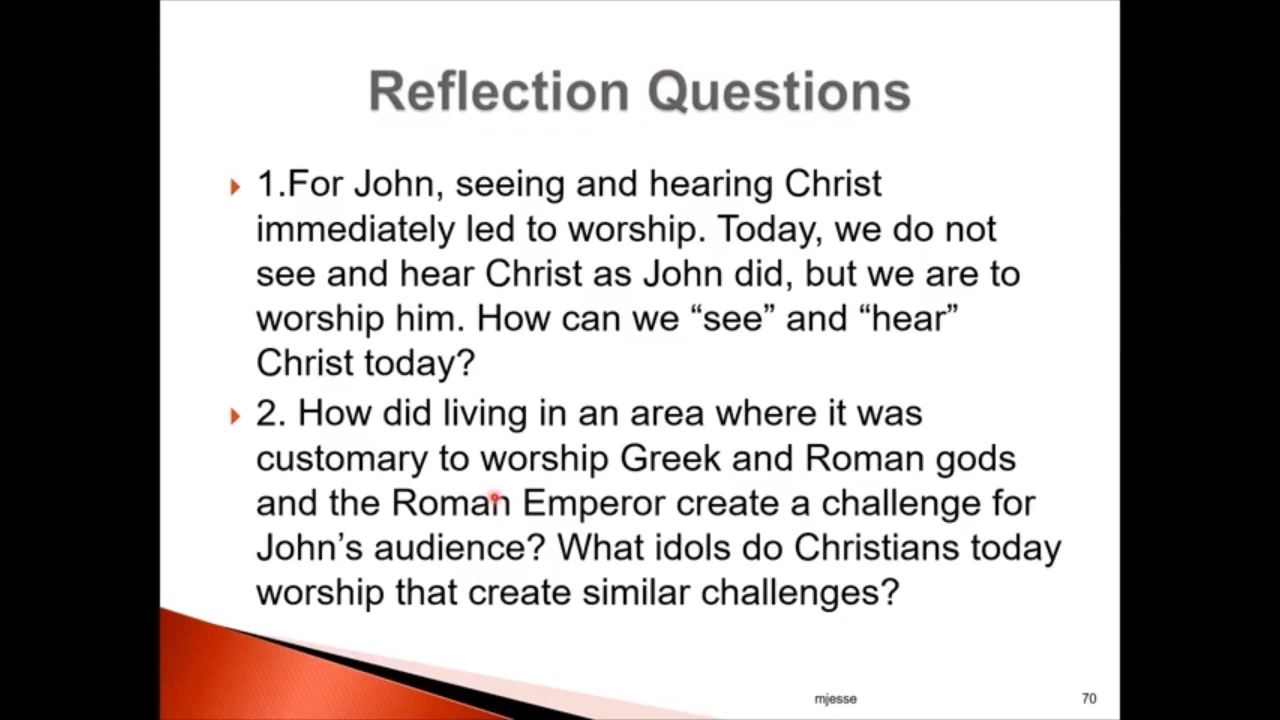 Reflection Questions
1.For John, seeing and hearing Christ
immediately led to worship. Today, we do not
see and hear Christ as John did, but we are to
worship him. How can we “see” and “hear”
Christ today?
2. How did living in an area where it was
customary to worship Greek and Roman gods
and the Roman Emperor create a challenge for
John’s audience? What idols do Christians today
worship that create similar challenges?
mjesse
70